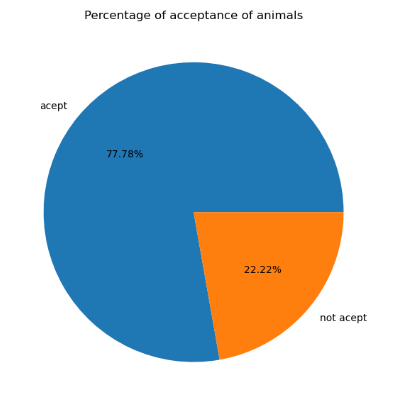 Percentage of acceptance of animals
acept
77.78%
22.22%
not acept